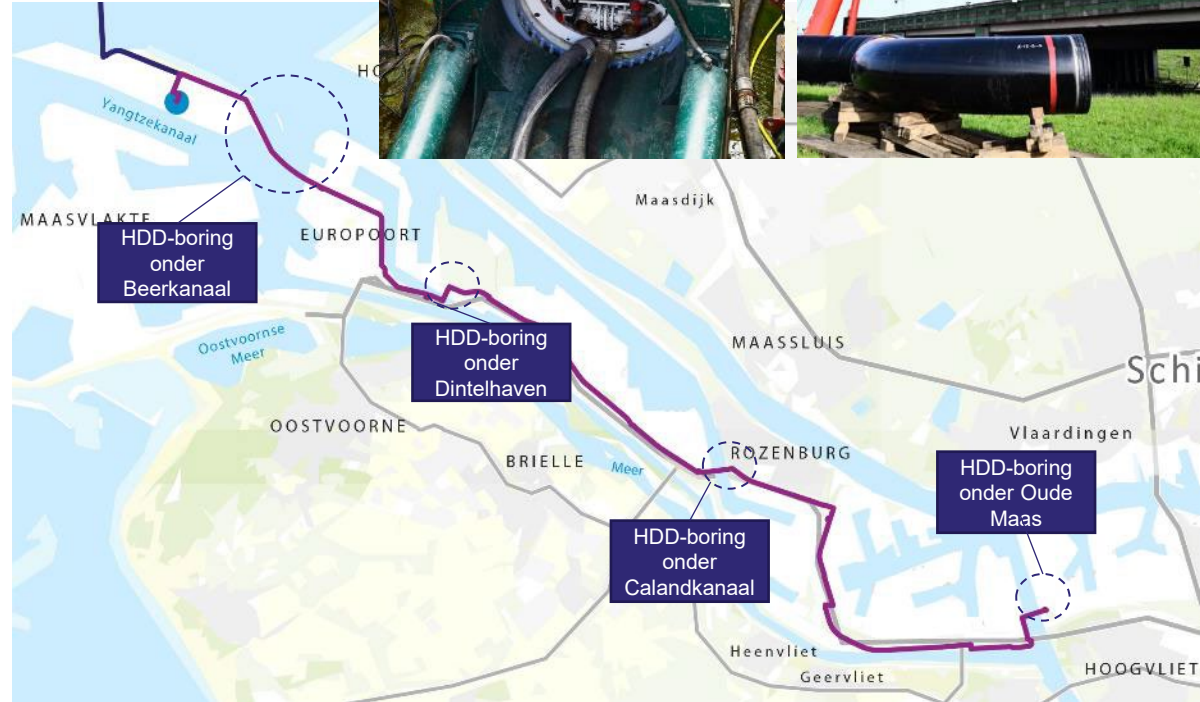 HO
Yangtzekanaal
Maasdijk
MAASVLAKTE
HDD-boring
onder
Beerkanaal
EUROPOORT
Oostvoornse
Meer
HDD-boring
onder
Dintelhaven
MAASSLUIS
Schi
OOSTVOORNE
BRIELLE
Meer
ROZENBURG
Vlaardingen
HDD-boring
onder Oude
Maas
HDD-boring
onder
Calandkanaal
Heenvliet
Geervliet
HOOGVLIET